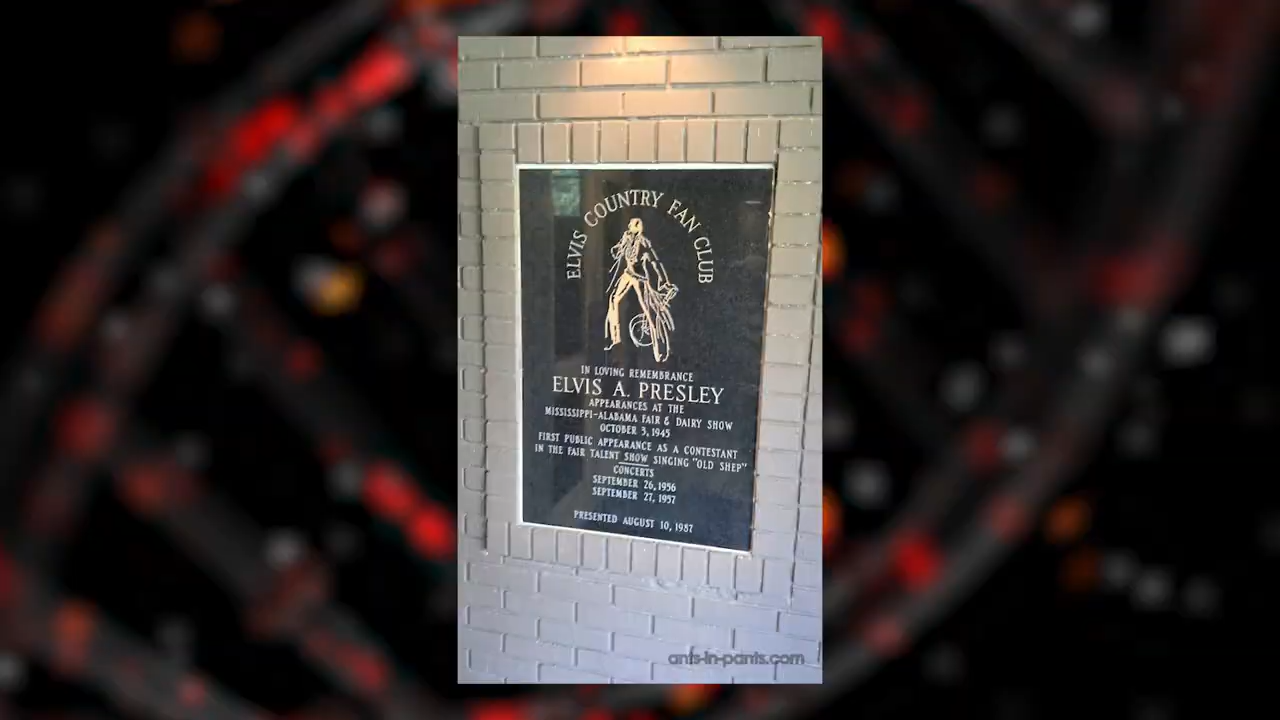 ELVIS COUNTRY FAN CLUB
IN LOVING REMEMBRANCE
ELVIS A. PRESLEY
APPEARANCES AT THE
MISSISSIPPI-ALABAMA FAIR & DAIRY SHOW
OCTOBER 3, 1945
FIRST PUBLIC APPEARANCE AS A CONTESTANT
IN THE FAIR TALENT SHOW SINGING "OLD SHEP"
CONCERTS
SEPTEMBER 26, 1956
SEPTEMBER 27, 1957
PRESENTED AUGUST 10, 1987
ants-in-pants.com